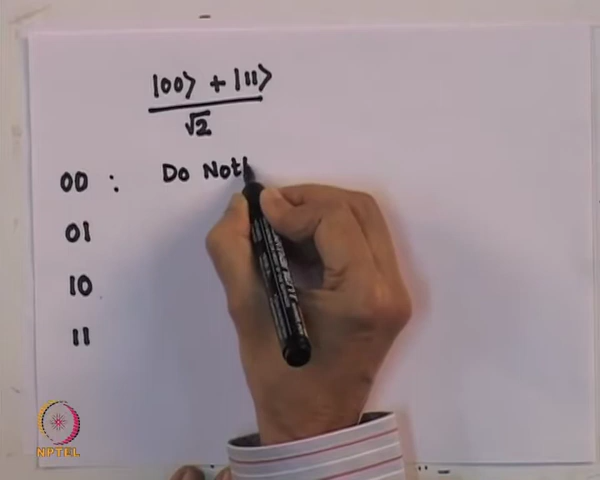 |00⟩ + |11⟩
√2
00 : Do Not
01
10
11
NPTEL